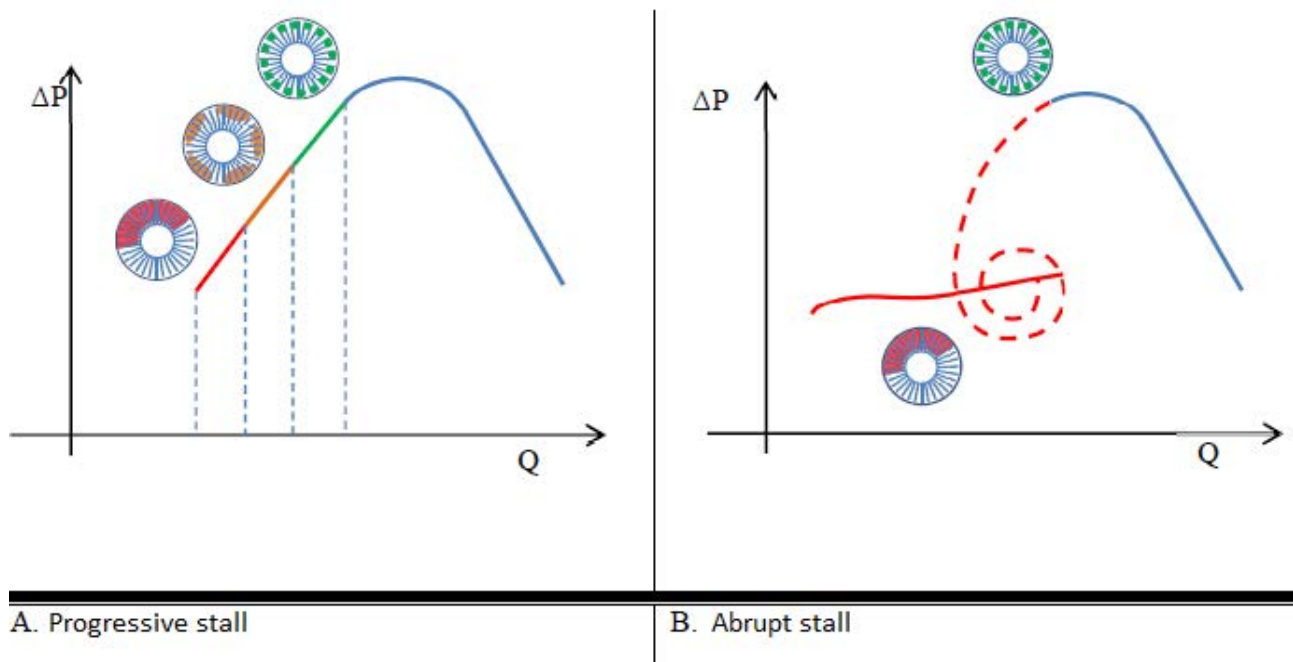 ΔP
Q
A. Progressive stall
ΔP
Q
B. Abrupt stall